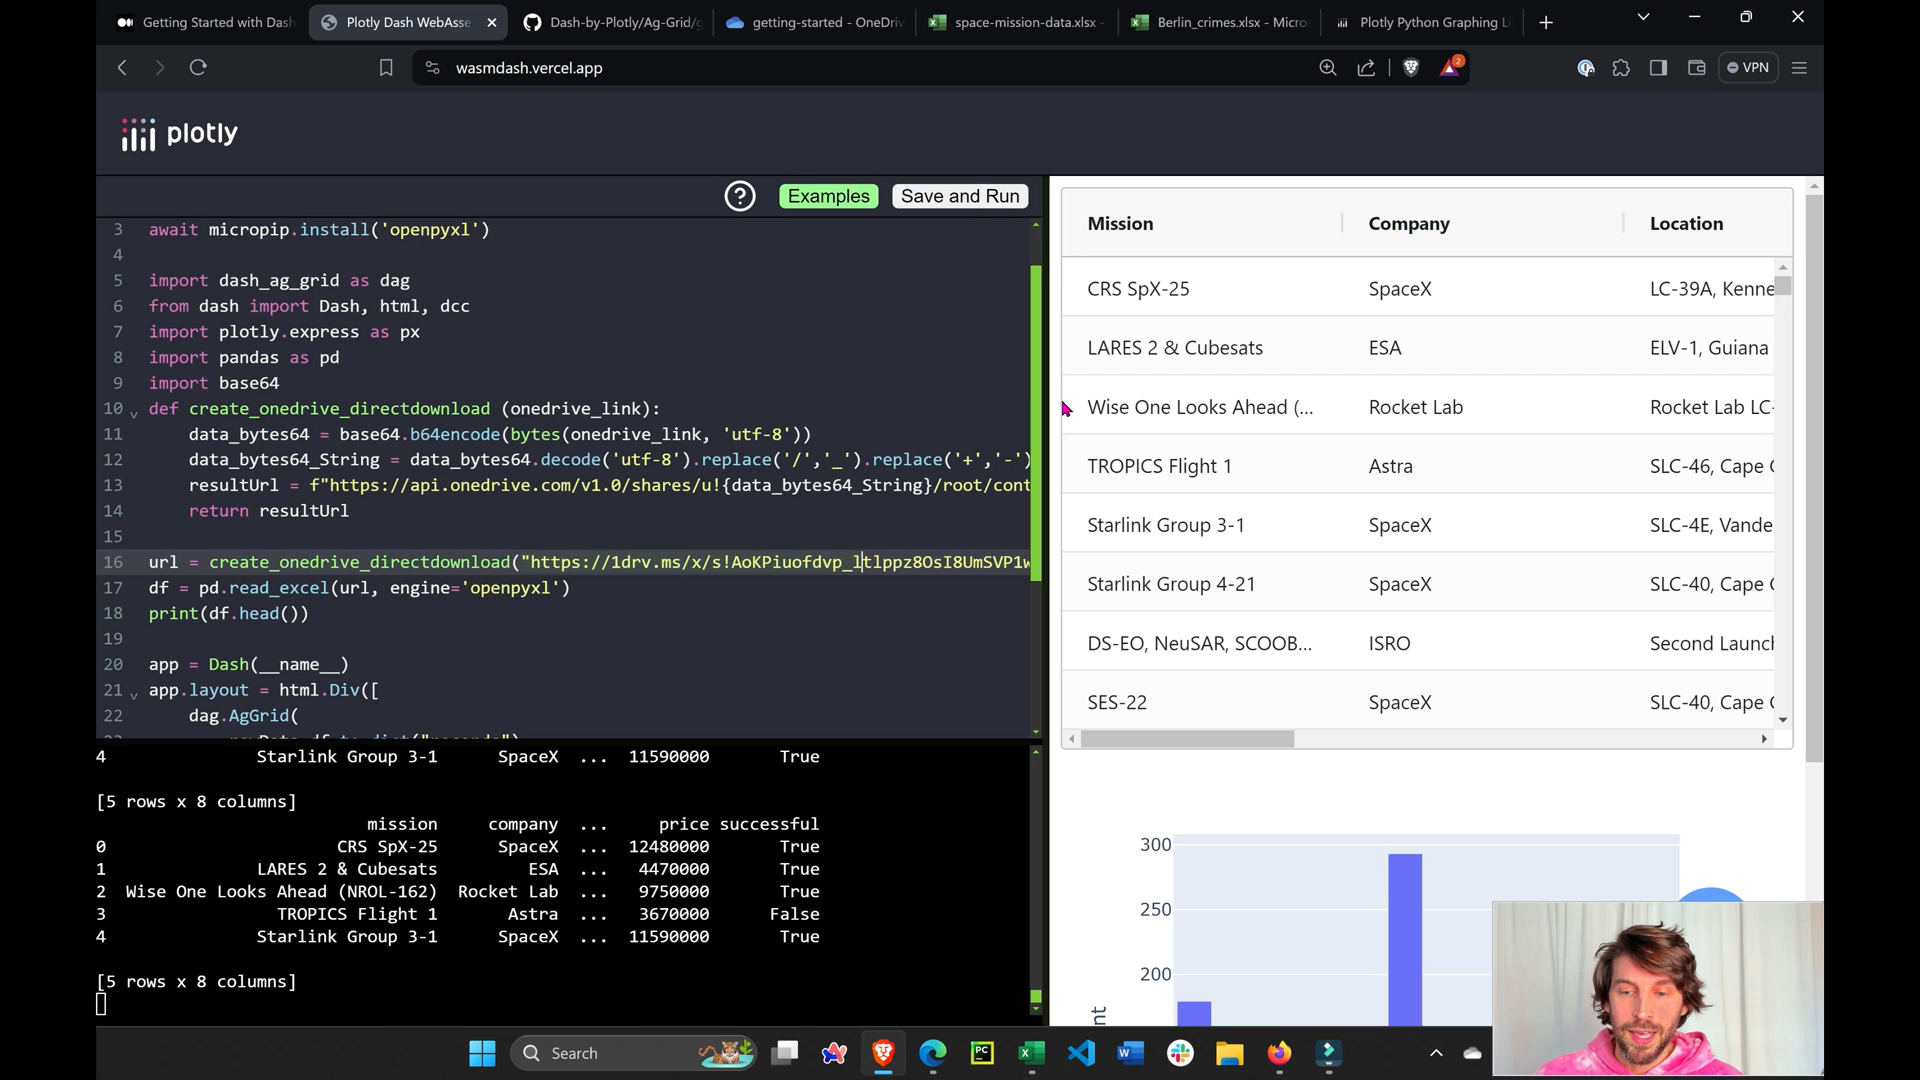 Getting Started with Dash
Plotly Dash WebAsse
Dash-by-Plotly/Ag-Grid/g
getting-started - OneDriv
space-mission-data.xlsx -
Berlin_crimes.xlsx - Micro
Plotly Python Graphing Li
wasmdash.vercel.app
2
VPN
plotly
?
Examples
Save and Run
3 await micropip.install('openpyxl')
4
5 import dash_ag_grid as dag
6 from dash import Dash, html, dcc
7 import plotly.express as px
8 import pandas as pd
9 import base64
10 def create_onedrive_directdownload (onedrive_link):
11 data_bytes64 = base64.b64encode(bytes(onedrive_link, 'utf-8'))
12 data_bytes64_String = data_bytes64.decode('utf-8').replace('/','_').replace('+','-')
13 resultUrl = f"https://api.onedrive.com/v1.0/shares/u!{data_bytes64_String}/root/cont
14 return resultUrl
15
16 url = create_onedrive_directdownload("https://1drv.ms/x/s!AoKPiuofdvp_ltlppz8OsI8UmSVP1w
17 df = pd.read_excel(url, engine='openpyxl')
18 print(df.head())
19
20 app = Dash(__name__)
21 app.layout = html.Div([
22 dag.AgGrid(
4 Starlink Group 3-1 SpaceX ... 11590000 True
[5 rows x 8 columns]
mission company ... price successful
0 CRS SpX-25 SpaceX ... 12480000 True
1 LARES 2 & Cubesats ESA ... 4470000 True
2 Wise One Looks Ahead (NROL-162) Rocket Lab ... 9750000 True
3 TROPICS Flight 1 Astra ... 3670000 False
4 Starlink Group 3-1 SpaceX ... 11590000 True
[5 rows x 8 columns]
Mission Company Location
CRS SpX-25 SpaceX LC-39A, Kenne
LARES 2 & Cubesats ESA ELV-1, Guiana
Wise One Looks Ahead (... Rocket Lab Rocket Lab LC-
TROPICS Flight 1 Astra SLC-46, Cape C
Starlink Group 3-1 SpaceX SLC-4E, Vande
Starlink Group 4-21 SpaceX SLC-40, Cape C
DS-EO, NeuSAR, SCOOB... ISRO Second Launch
SES-22 SpaceX SLC-40, Cape C
300
250
200
Search
PC